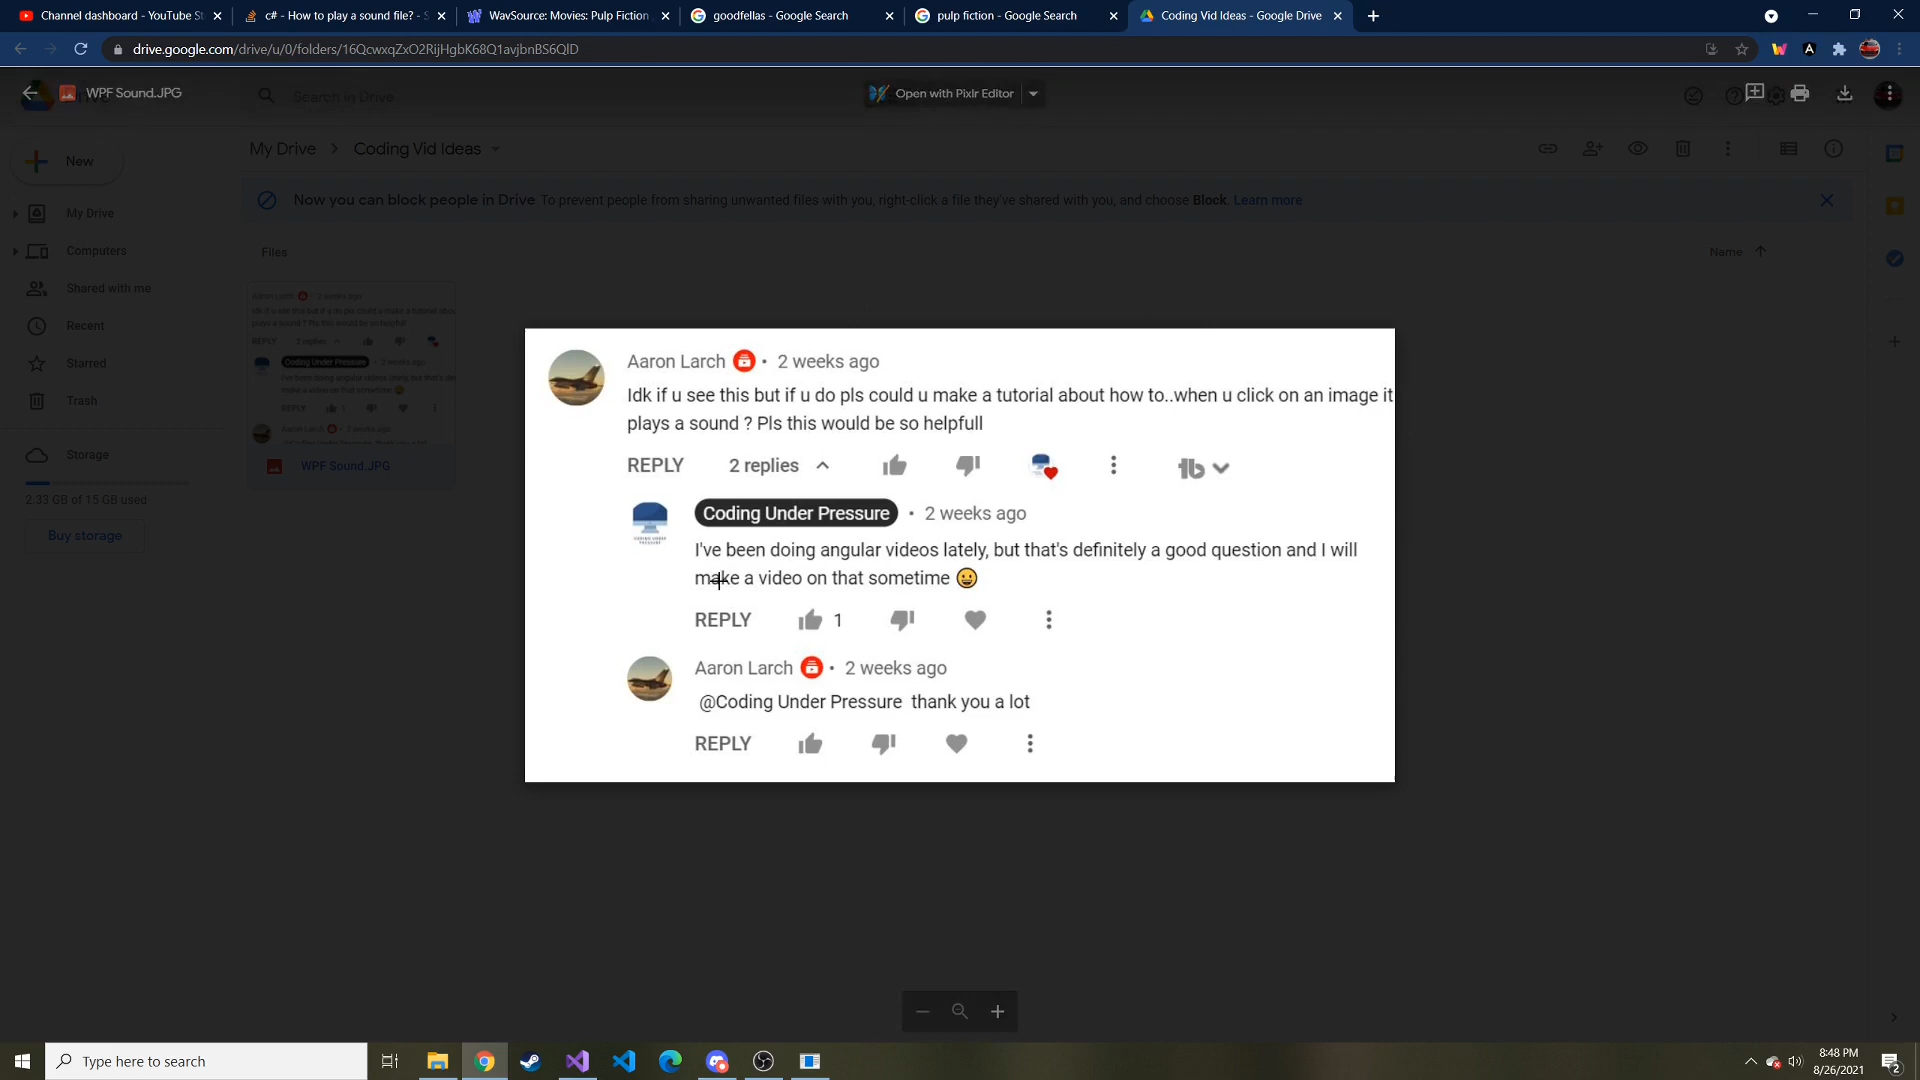 Channel dashboard - YouTube St
c# - How to play a sound file? - S
WavSource: Movies: Pulp Fiction
goodfellas - Google Search
pulp fiction - Google Search
Coding Vid Ideas - Google Drive
drive.google.com/drive/u/0/folders/16QcwxqZxO2RijHgbK68Q1avjbnBS6QlD
WPF Sound.JPG
Search in Drive
Open with Pixlr Editor
New
My Drive
Coding Vid Ideas
Now you can block people in Drive To prevent people from sharing unwanted files with you, right-click a file they've shared with you, and choose Block. Learn more
My Drive
Computers
Shared with me
Recent
Starred
Trash
Storage
2.33 GB of 15 GB used
Buy storage
Files
Name
WPF Sound.JPG
Aaron Larch • 2 weeks ago
Idk if u see this but if u do pls could u make a tutorial about how to..when u click on an image it
plays a sound ? Pls this would be so helpfull
REPLY 2 replies
Coding Under Pressure • 2 weeks ago
I've been doing angular videos lately, but that's definitely a good question and I will
make a video on that sometime 😀
REPLY 1
Aaron Larch • 2 weeks ago
@Coding Under Pressure thank you a lot
REPLY
Type here to search
8:48 PM
8/26/2021
2